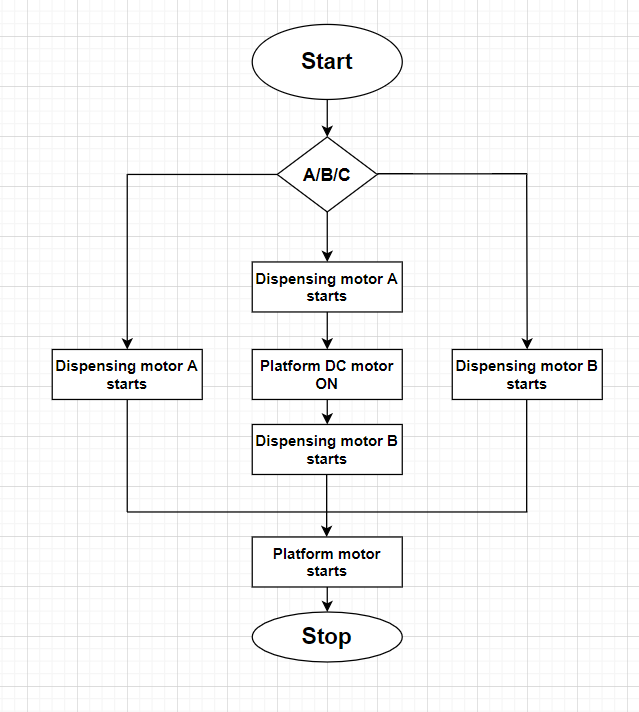 Start
A/B/C
Dispensing motor A
starts
Dispensing motor A
starts
Platform DC motor
ON
Dispensing motor B
starts
Dispensing motor B
starts
Platform motor
starts
Stop